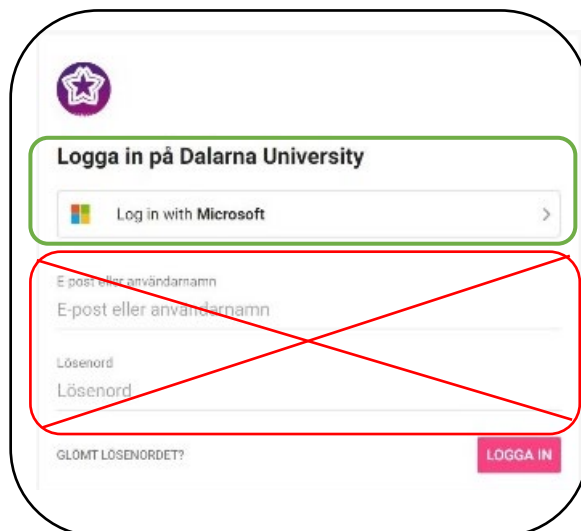 Logga in på Dalarna University
Log in with Microsoft
E-post eller användarnamn
E-post eller användarnamn
Lösenord
Lösenord
GLÖMT LÖSENORDET?
LOGGA IN